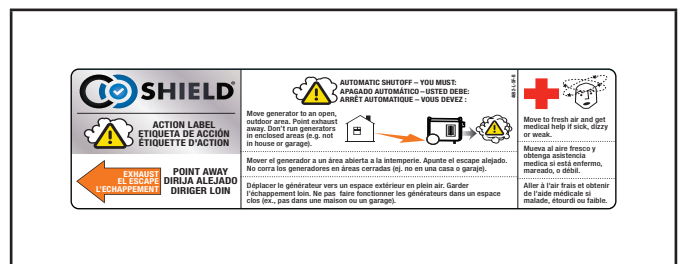 CO SHIELD®
ACTION LABEL
ETIQUETA DE ACCIÓN
ÉTIQUETTE D'ACTION
EXHAUST
EL ESCAPE
L'ECHAPPEMENT
POINT AWAY
DIRIJA ALEJADO
DIRIGER LOIN
AUTOMATIC SHUTOFF – YOU MUST:
APAGADO AUTOMÁTICO – USTED DEBE:
ARRÊT AUTOMATIQUE – VOUS DEVEZ :
Move generator to an open,
outdoor area. Point exhaust
away. Don't run generators
in inclosed areas (e.g. not
in house or garage).
Mover el generador a un área abierta a la intemperie. Apunte el escape alejado.
No corra los generadores en áreas cerradas (ej. no en una casa o garaje).
Déplacer le générateur vers un espace extérieur en plein air. Garder
l'échappement loin. Ne pas faire fonctionner les générateurs dans un espace
clos (ex., pas dans une maison ou un garage).
Move to fresh air and get
medical help if sick, dizzy
or weak.
Mueva al aire fresco y
obtenga asistencia
medica si está enfermo,
mareado, o débil.
Aller à l'air frais et obtenir
de l'aide médicale si
malade, étourdi ou faible.